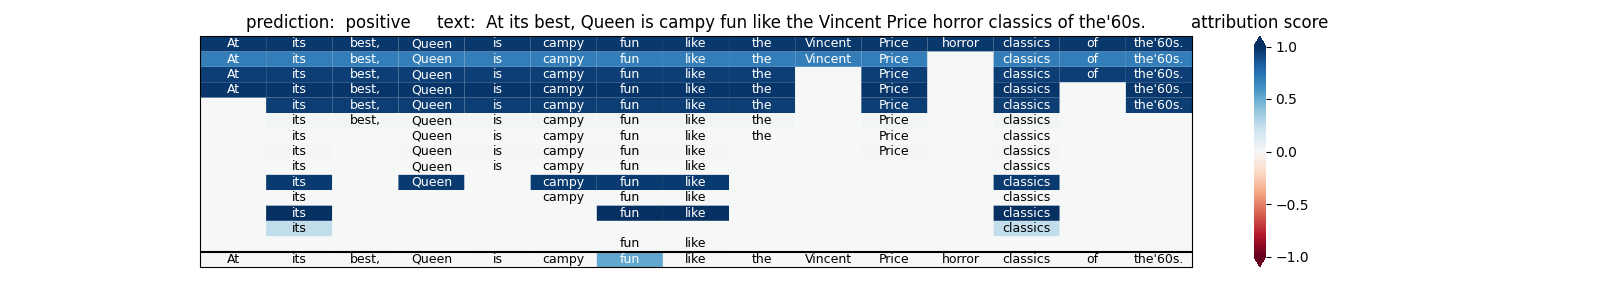 prediction:  positive     text:  At its best, Queen is campy fun like the Vincent Price horror classics of the'60s.     attribution score
At its best, Queen is campy fun like the Vincent Price horror classics of the'60s. 1.0
At its best, Queen is campy fun like the Vincent Price classics of the'60s.
At its best, Queen is campy fun like the Price classics of the'60s.
At its best, Queen is campy fun like the Price classics the'60s.
its best, Queen is campy fun like the Price classics the'60s. 0.5
its best, Queen is campy fun like the Price classics
its Queen is campy fun like the Price classics
its Queen is campy fun like Price classics 0.0
its Queen is campy fun like classics
its Queen campy fun like classics
its campy fun like classics
its fun like classics −0.5
its classics
fun like
At its best, Queen is campy fun like the Vincent Price horror classics of the'60s. −1.0